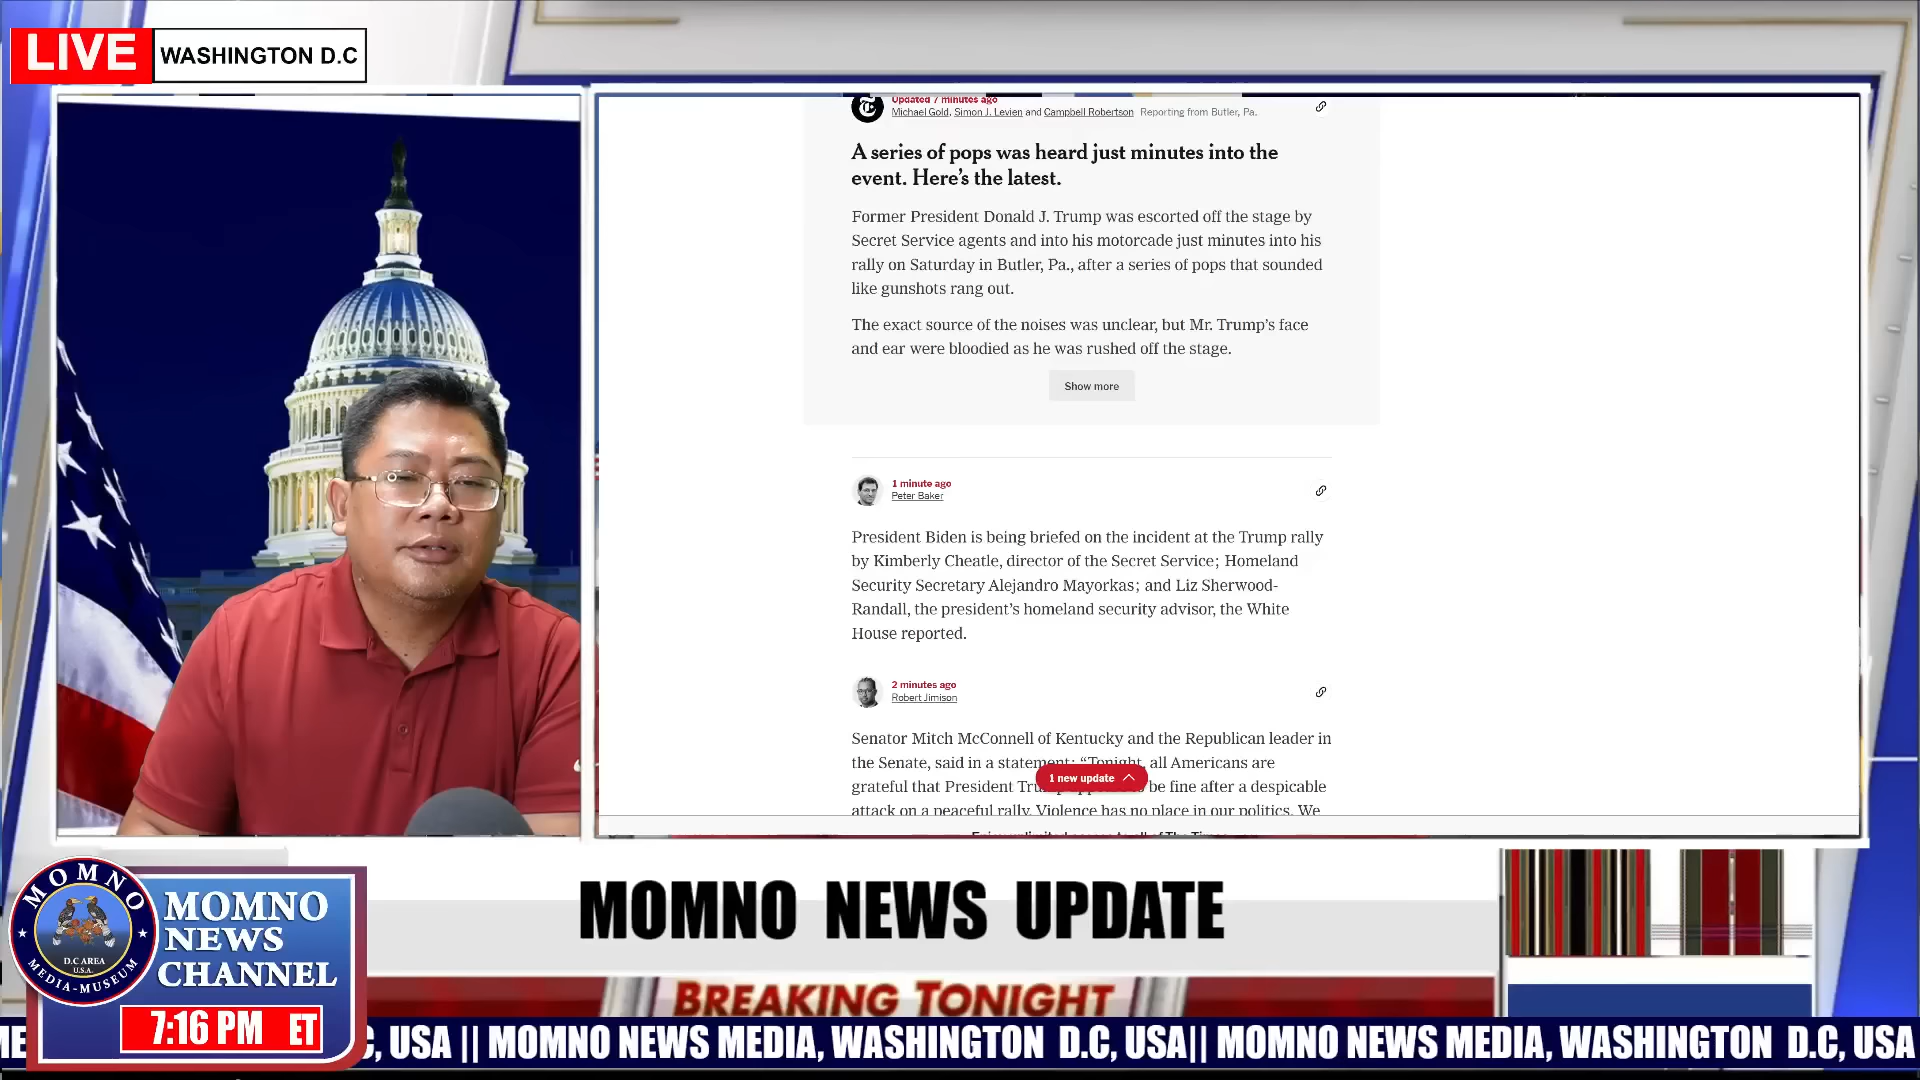 LIVE
WASHINGTON D.C
Updated 7 minutes ago
Michael Gold, Simon J. Levien and Campbell Robertson Reporting from Butler, Pa.
A series of pops was heard just minutes into the
event. Here's the latest.
Former President Donald J. Trump was escorted off the stage by
Secret Service agents and into his motorcade just minutes into his
rally on Saturday in Butler, Pa., after a series of pops that sounded
like gunshots rang out.
The exact source of the noises was unclear, but Mr. Trump's face
and ear were bloodied as he was rushed off the stage.
Show more
1 minute ago
Peter Baker
President Biden is being briefed on the incident at the Trump rally
by Kimberly Cheatle, director of the Secret Service; Homeland
Security Secretary Alejandro Mayorkas; and Liz Sherwood-
Randall, the president's homeland security advisor, the White
House reported.
2 minutes ago
Robert Jimison
Senator Mitch McConnell of Kentucky and the Republican leader in
the Senate, said in a statement: “Tonight, all Americans are
grateful that President be fine after a despicable
1 new update
attack on a peaceful rally. Violence has no place in our politics. We
MOMNO NEWS UPDATE
MOMNO
D.C AREA
U.S.A.
MEDIA-MUSEUM
MOMNO
NEWS
CHANNEL
BREAKING TONIGHT
7:16 PM ET
C, USA || MOMNO NEWS MEDIA, WASHINGTON D.C, USA|| MOMNO NEWS MEDIA, WASHINGTON D.C, USA